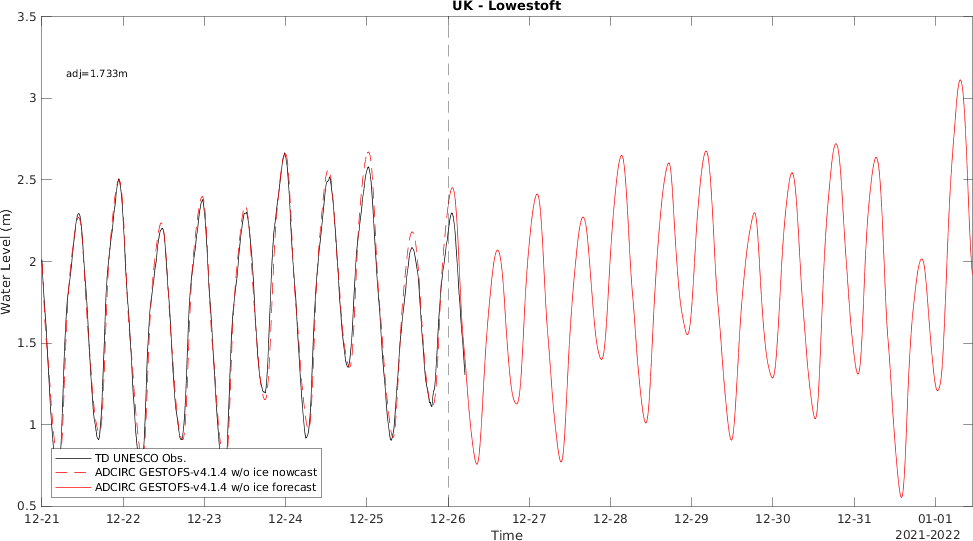 UK - Lowestoft
adj=1.733m
Water Level (m)
3.5
3
2.5
2
1.5
1
0.5
TD UNESCO Obs.
ADCIRC GESTOFS-v4.1.4 w/o ice nowcast
ADCIRC GESTOFS-v4.1.4 w/o ice forecast
12-21 12-22 12-23 12-24 12-25 12-26 12-27 12-28 12-29 12-30 12-31 01-01
Time
2021-2022